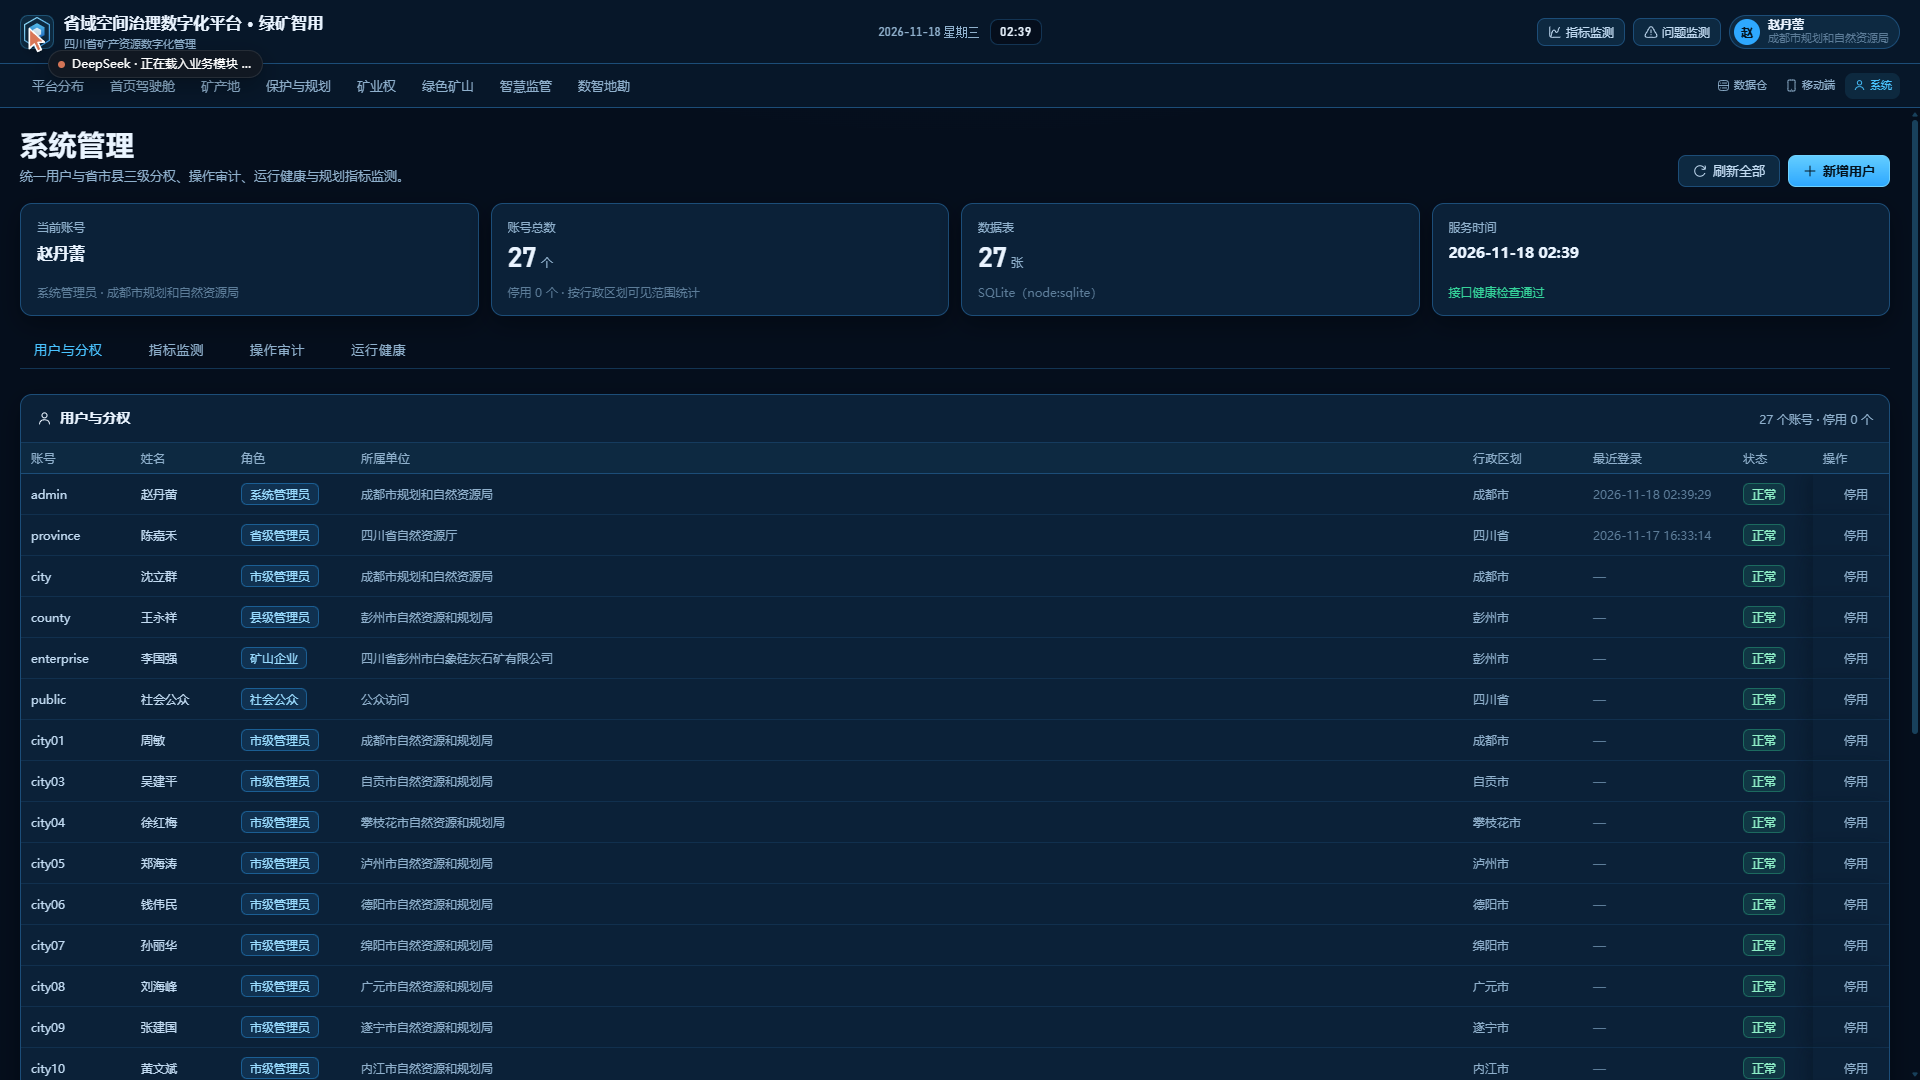 省域空间治理数字化平台 • 绿矿智用
四川省矿产资源数字化管理
2026-11-18 星期三 02:39
指标监测 问题监测 赵 赵丹蕾
成都市规划和自然资源局
DeepSeek · 正在载入业务模块 ...
平台分布 首页驾驶舱 矿产地 保护与规划 矿业权 绿色矿山 智慧监管 数智地勘 数据仓 移动端 系统
系统管理
统一用户与省市县三级分权、操作审计、运行健康与规划指标监测。
刷新全部 新增用户
当前账号 账号总数 数据表 服务时间
赵丹蕾 27 个 27 张 2026-11-18 02:39
系统管理员 · 成都市规划和自然资源局 停用 0 个 · 按行政区划可见范围统计 SQLite（node:sqlite） 接口健康检查通过
用户与分权 指标监测 操作审计 运行健康
用户与分权 27 个账号 · 停用 0 个
账号 姓名 角色 所属单位 行政区划 最近登录 状态 操作
admin 赵丹苗 系统管理员 成都市规划和自然资源局 成都市 2026-11-18 02:39:29 正常 停用
province 陈嘉禾 省级管理员 四川省自然资源厅 四川省 2026-11-17 16:33:14 正常 停用
city 沈立群 市级管理员 成都市规划和自然资源局 成都市 — 正常 停用
county 王永祥 县级管理员 彭州市自然资源和规划局 彭州市 — 正常 停用
enterprise 李国强 矿山企业 四川省彭州市白象硅灰石矿有限公司 彭州市 — 正常 停用
public 社会公众 社会公众 公众访问 四川省 — 正常 停用
city01 周敏 市级管理员 成都市自然资源和规划局 成都市 — 正常 停用
city03 吴建平 市级管理员 自贡市自然资源和规划局 自贡市 — 正常 停用
city04 徐红梅 市级管理员 攀枝花市自然资源和规划局 攀枝花市 — 正常 停用
city05 郑海涛 市级管理员 泸州市自然资源和规划局 泸州市 — 正常 停用
city06 钱伟民 市级管理员 德阳市自然资源和规划局 德阳市 — 正常 停用
city07 孙丽华 市级管理员 绵阳市自然资源和规划局 绵阳市 — 正常 停用
city08 刘海峰 市级管理员 广元市自然资源和规划局 广元市 — 正常 停用
city09 张建国 市级管理员 遂宁市自然资源和规划局 遂宁市 — 正常 停用
city10 黄文斌 市级管理员 内江市自然资源和规划局 内江市 — 正常 停用